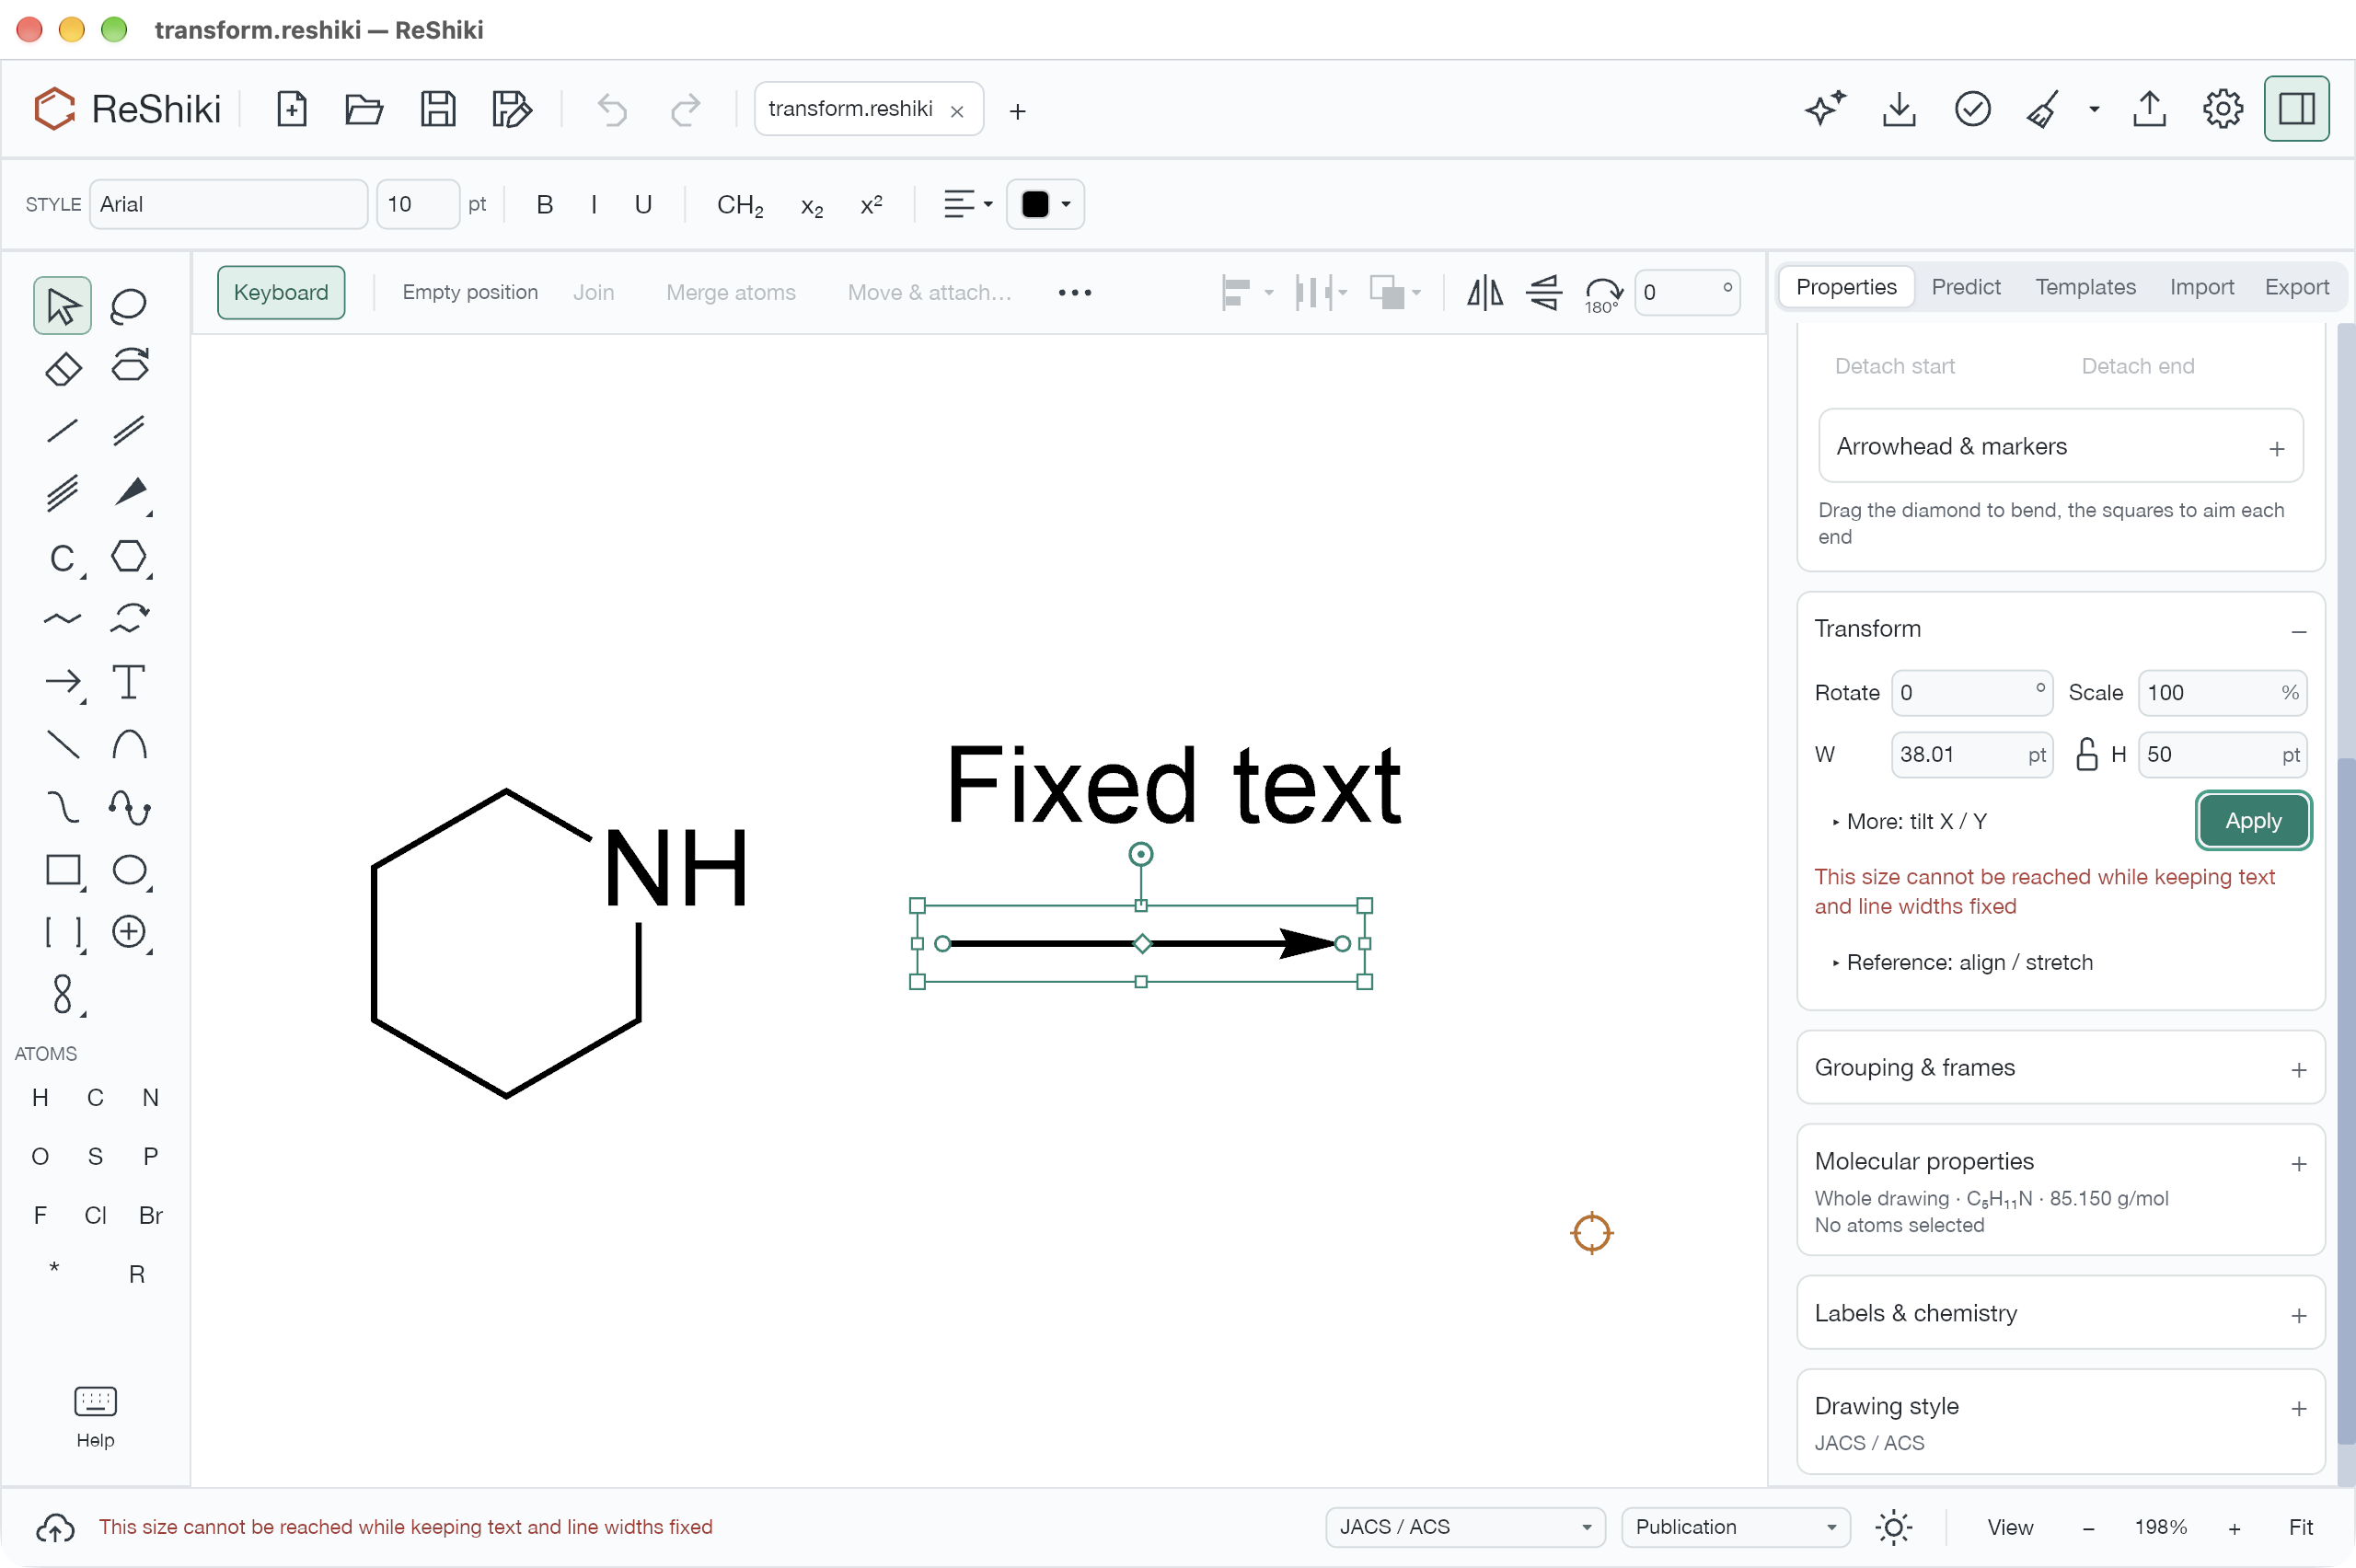 transform.reshiki — ReShiki
ReShiki
transform.reshiki ×
STYLE Arial 10 pt B I U CH₂ x₂ x²
Keyboard Empty position Join Merge atoms Move & attach... 180° 0 °
Properties Predict Templates Import Export
Detach start Detach end
Arrowhead & markers
Drag the diamond to bend, the squares to aim each
end
Transform
Rotate 0 ° Scale 100 %
W 38.01 pt H 50 pt
More: tilt X / Y Apply
This size cannot be reached while keeping text
and line widths fixed
Reference: align / stretch
Grouping & frames
Molecular properties
Whole drawing · C₅H₁₁N · 85.150 g/mol
No atoms selected
Labels & chemistry
Drawing style
JACS / ACS
Fixed text
NH
C
T
[ ]
ATOMS
H C N
O S P
F Cl Br
* R
Help
This size cannot be reached while keeping text and line widths fixed
JACS / ACS Publication View – 198% + Fit